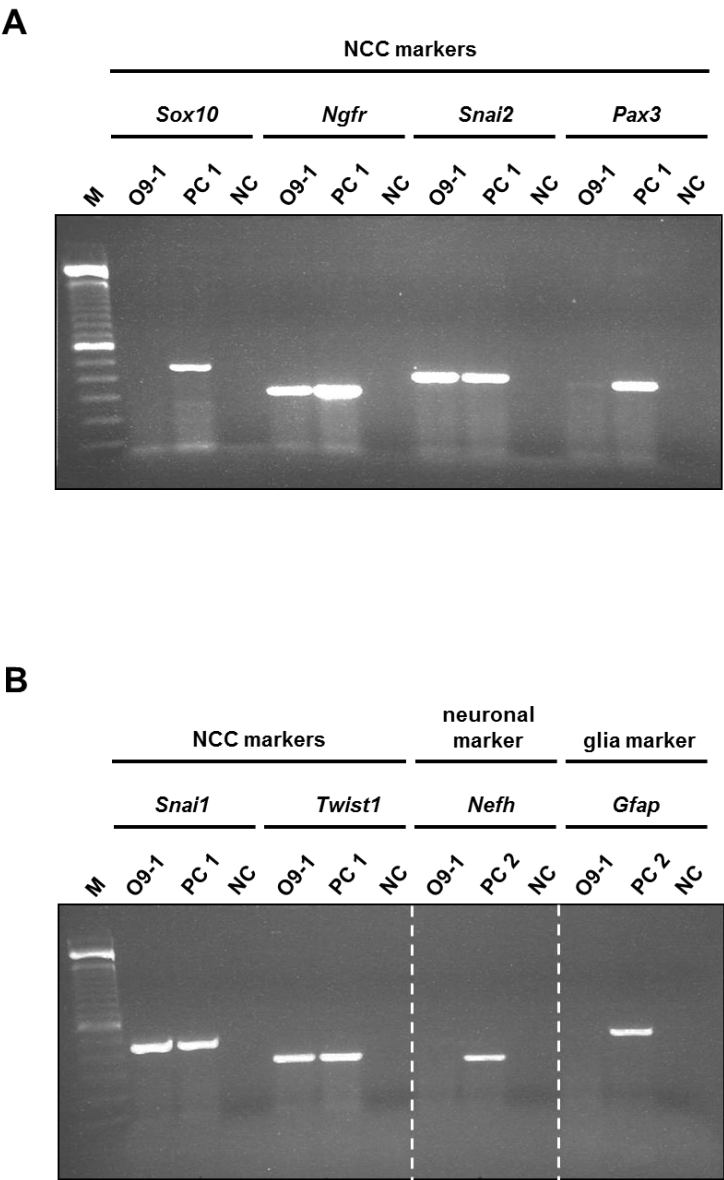 A
NCC markers
Sox10 Ngfr Snai2 Pax3
M O9-1 PC 1 NC O9-1 PC 1 NC O9-1 PC 1 NC O9-1 PC 1 NC
B
NCC markers neuronal marker glia marker
Snai1 Twist1 Nefh Gfap
M O9-1 PC 1 NC O9-1 PC 1 NC O9-1 PC 2 NC O9-1 PC 2 NC